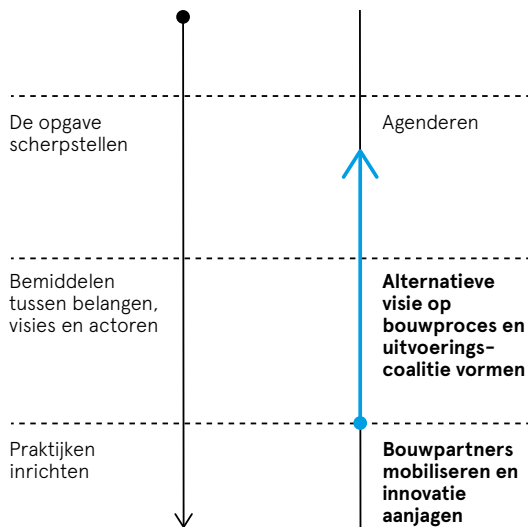 De opgave
scherpstellen
Agenderen
Bemiddelen
tussen belangen,
visies en actoren
Alternatieve
visie op
bouwproces en
uitvoerings-
coalitie vormen
Praktijken
inrichten
Bouwpartners
mobiliseren en
innovatie
aanjagen